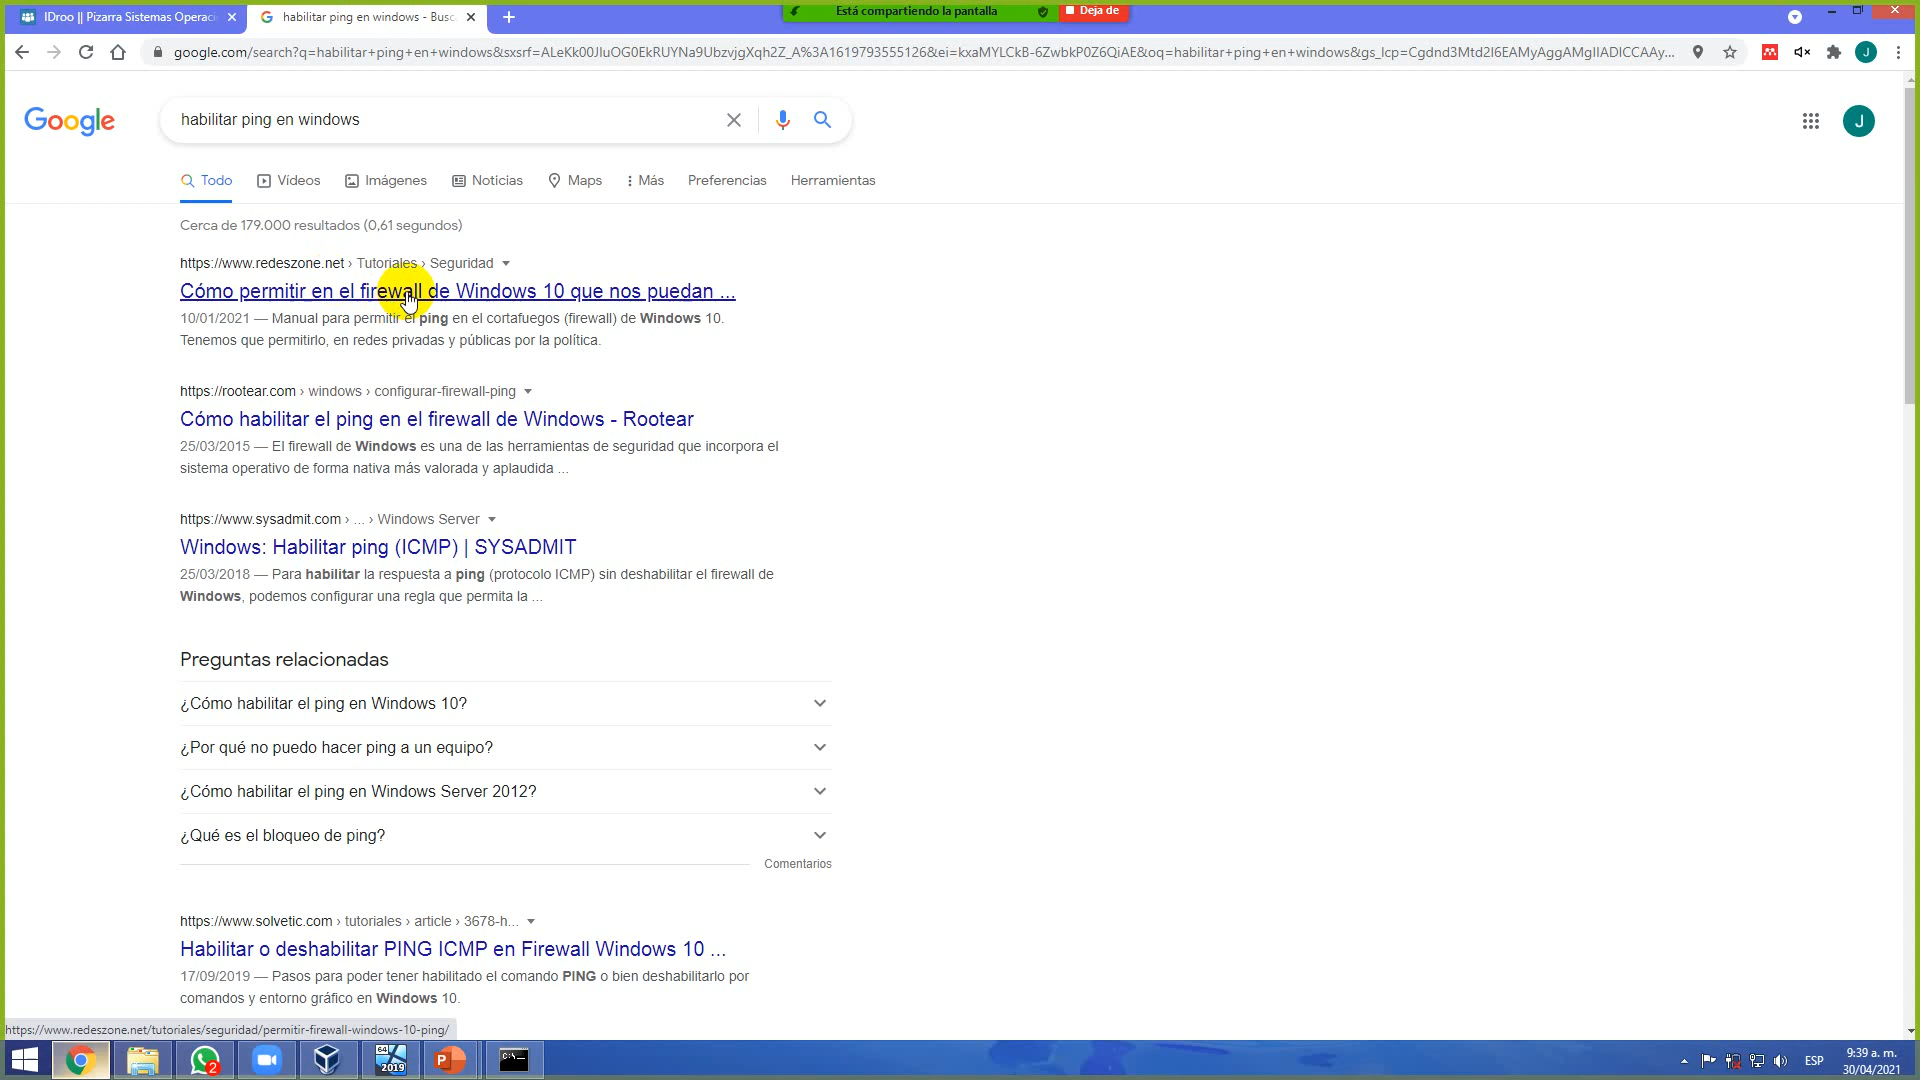 IDroo || Pizarra Sistemas Operaci
habilitar ping en windows - Busc
Está compartiendo la pantalla
Deja de
google.com/search?q=habilitar+ping+en+windows&sxsrf=ALeKk00JIuOG0EkRUYNa9UbzvjgXqh2Z_A%3A1619793555126&ei=kxaMYLCkB-6ZwbkP0Z6QiAE&oq=habilitar+ping+en+windows&gs_lcp=Cgdnd3Mtd2l6EAMyAggAMgIIADICCAAy...
J
Google
habilitar ping en windows
J
Todo
Vídeos
Imágenes
Noticias
Maps
Más
Preferencias
Herramientas
Cerca de 179.000 resultados (0,61 segundos)
https://www.redeszone.net › Tutoriales › Seguridad
Cómo permitir en el firewall de Windows 10 que nos puedan ...
10/01/2021 — Manual para permitir el ping en el cortafuegos (firewall) de Windows 10.
Tenemos que permitirlo, en redes privadas y públicas por la política.
https://rootear.com › windows › configurar-firewall-ping
Cómo habilitar el ping en el firewall de Windows - Rootear
25/03/2015 — El firewall de Windows es una de las herramientas de seguridad que incorpora el
sistema operativo de forma nativa más valorada y aplaudida ...
https://www.sysadmit.com › ... › Windows Server
Windows: Habilitar ping (ICMP) | SYSADMIT
25/03/2018 — Para habilitar la respuesta a ping (protocolo ICMP) sin deshabilitar el firewall de
Windows, podemos configurar una regla que permita la ...
Preguntas relacionadas
¿Cómo habilitar el ping en Windows 10?
¿Por qué no puedo hacer ping a un equipo?
¿Cómo habilitar el ping en Windows Server 2012?
¿Qué es el bloqueo de ping?
Comentarios
https://www.solvetic.com › tutoriales › article › 3678-h...
Habilitar o deshabilitar PING ICMP en Firewall Windows 10 ...
17/09/2019 — Pasos para poder tener habilitado el comando PING o bien deshabilitarlo por
comandos y entorno gráfico en Windows 10.
https://www.redeszone.net/tutoriales/seguridad/permitir-firewall-windows-10-ping/
2
64
2019
P
C:\
ESP
9:39 a. m.
30/04/2021